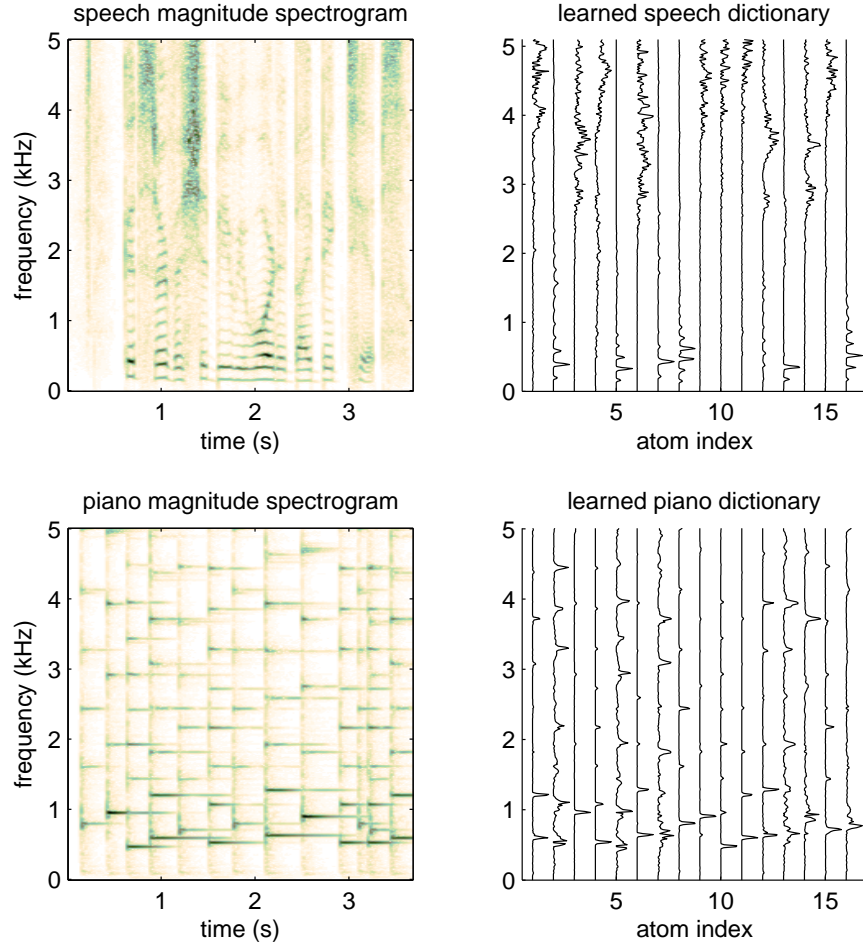 speech magnitude spectrogram
5
4
3
2
1
0
frequency (kHz)
1 2 3
time (s)
learned speech dictionary
5
4
3
2
1
0
5 10 15
atom index
piano magnitude spectrogram
5
4
3
2
1
0
frequency (kHz)
1 2 3
time (s)
learned piano dictionary
5
4
3
2
1
0
5 10 15
atom index